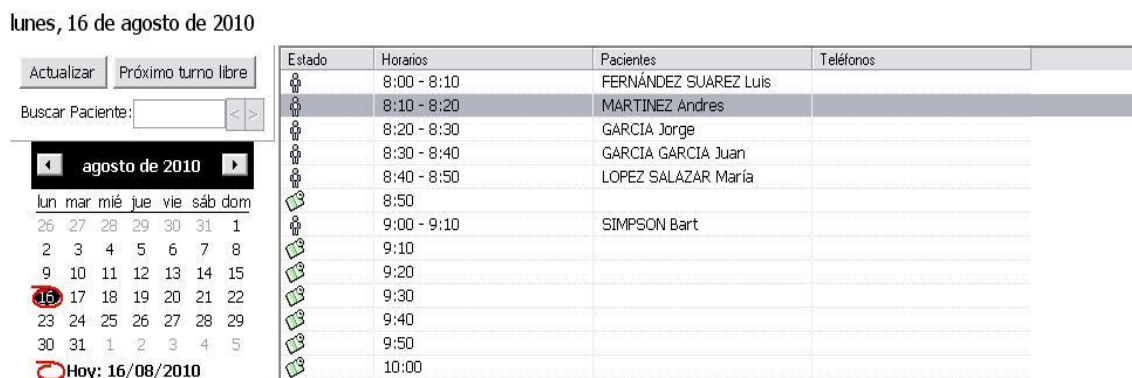 lunes, 16 de agosto de 2010
Actualizar Próximo turno libre
Buscar Paciente: < >
agosto de 2010
lun mar mié jue vie sáb dom
26 27 28 29 30 31 1
2 3 4 5 6 7 8
9 10 11 12 13 14 15
16 17 18 19 20 21 22
23 24 25 26 27 28 29
30 31 1 2 3 4 5
Hoy: 16/08/2010
Estado Horarios Pacientes Teléfonos
8:00 - 8:10 FERNÁNDEZ SUAREZ Luis
8:10 - 8:20 MARTINEZ Andres
8:20 - 8:30 GARCIA Jorge
8:30 - 8:40 GARCIA GARCIA Juan
8:40 - 8:50 LOPEZ SALAZAR María
8:50
9:00 - 9:10 SIMPSON Bart
9:10
9:20
9:30
9:40
9:50
10:00